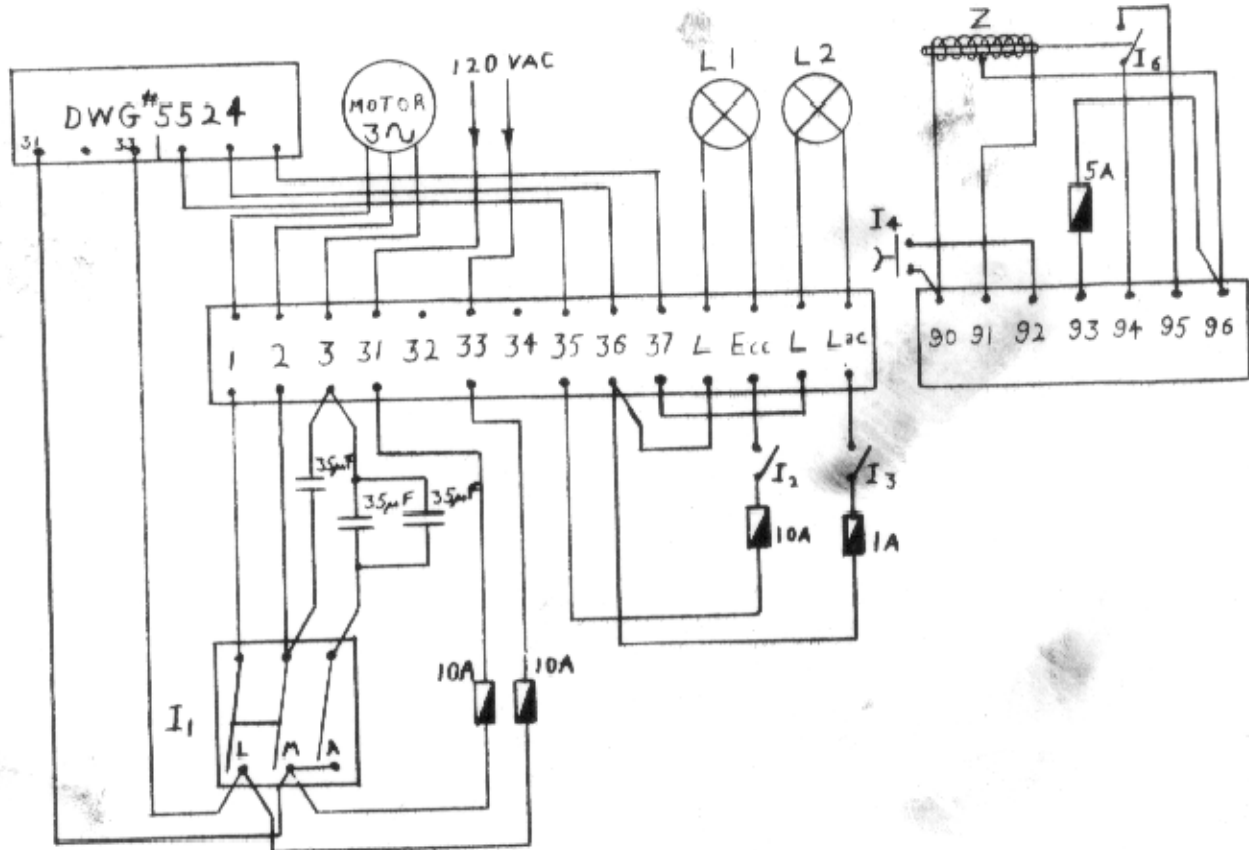 Z
I6
120 VAC
L1
L2
DWG #5524
31
33
MOTOR
3∿
5A
I4
1 2 3 31 32 33 34 35 36 37 L Ecc L Lac
90 91 92 93 94 95 96
35µF
35µF
35µF
I2
I3
10A
1A
10A
10A
I1
L M A